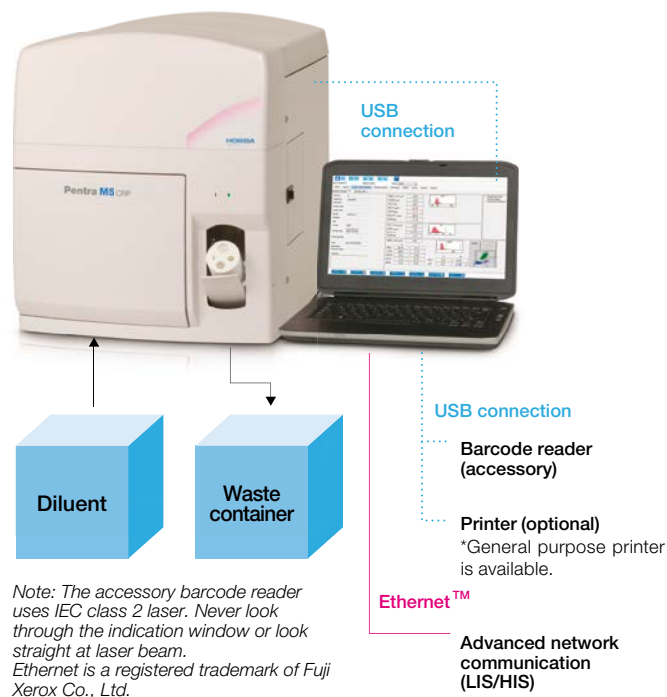 HORIBA
Pentra MS CRP
USB
connection
Diluent
Waste
container
USB connection
Barcode reader
(accessory)
Printer (optional)
*General purpose printer
is available.
Ethernet™
Advanced network
communication
(LIS/HIS)
Note: The accessory barcode reader
uses IEC class 2 laser. Never look
through the indication window or look
straight at laser beam.
Ethernet is a registered trademark of Fuji
Xerox Co., Ltd.